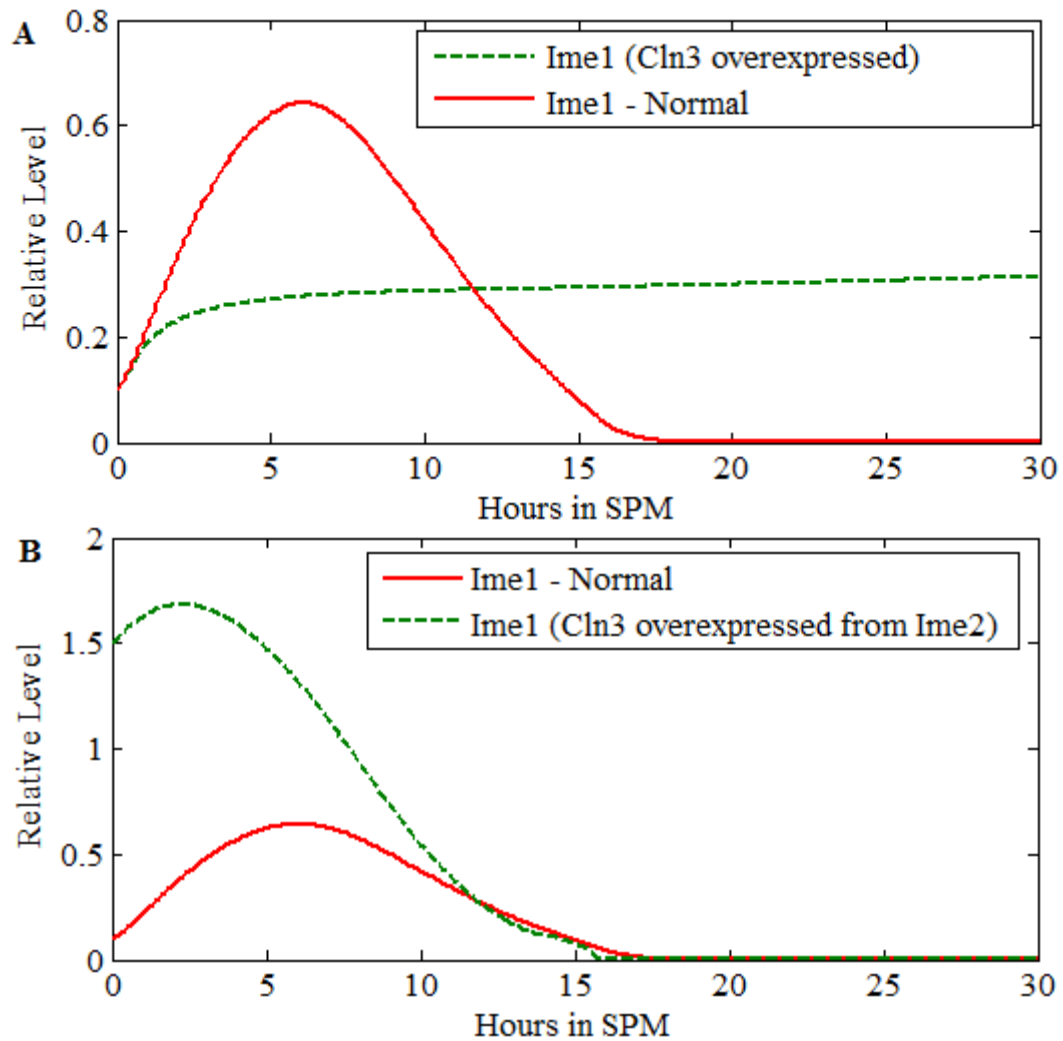 A
0.8
0.6
0.4
0.2
0
Relative Level
Ime1 (Cln3 overexpressed)
Ime1 - Normal
0 5 10 15 20 25 30
Hours in SPM
B
2
1.5
1
0.5
0
Relative Level
Ime1 - Normal
Ime1 (Cln3 overexpressed from Ime2)
0 5 10 15 20 25 30
Hours in SPM